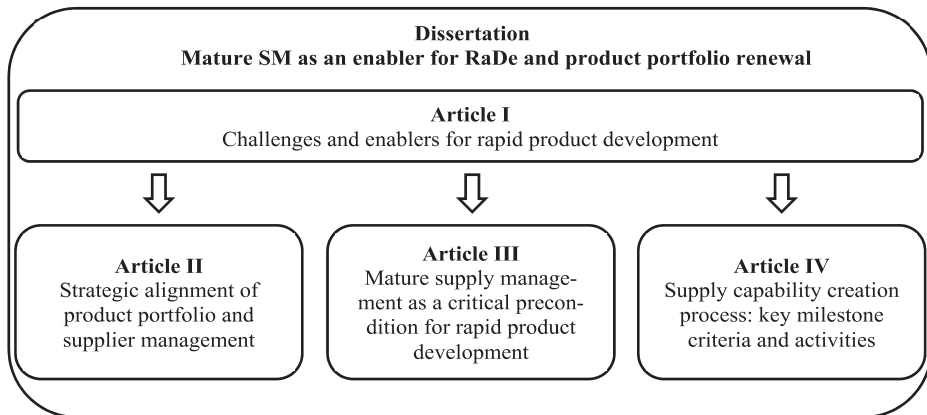 Dissertation
Mature SM as an enabler for RaDe and product portfolio renewal
Article I
Challenges and enablers for rapid product development
Article II
Strategic alignment of
product portfolio and
supplier management
Article III
Mature supply manage-
ment as a critical precon-
dition for rapid product
development
Article IV
Supply capability creation
process: key milestone
criteria and activities